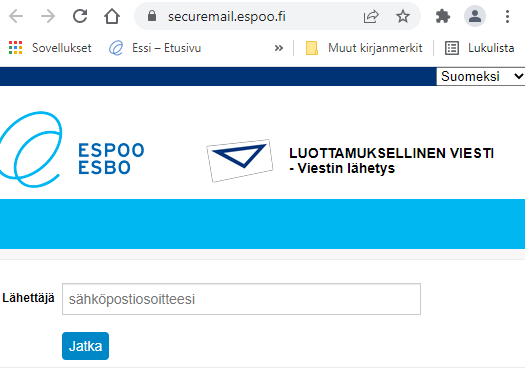 securemail.espoo.fi
Sovellukset Essi – Etusivu » Muut kirjanmerkit Lukulista
Suomeksi
ESPOO
ESBO
LUOTTAMUKSELLINEN VIESTI
- Viestin lähetys
Lähettäjä sähköpostiosoitteesi
Jatka